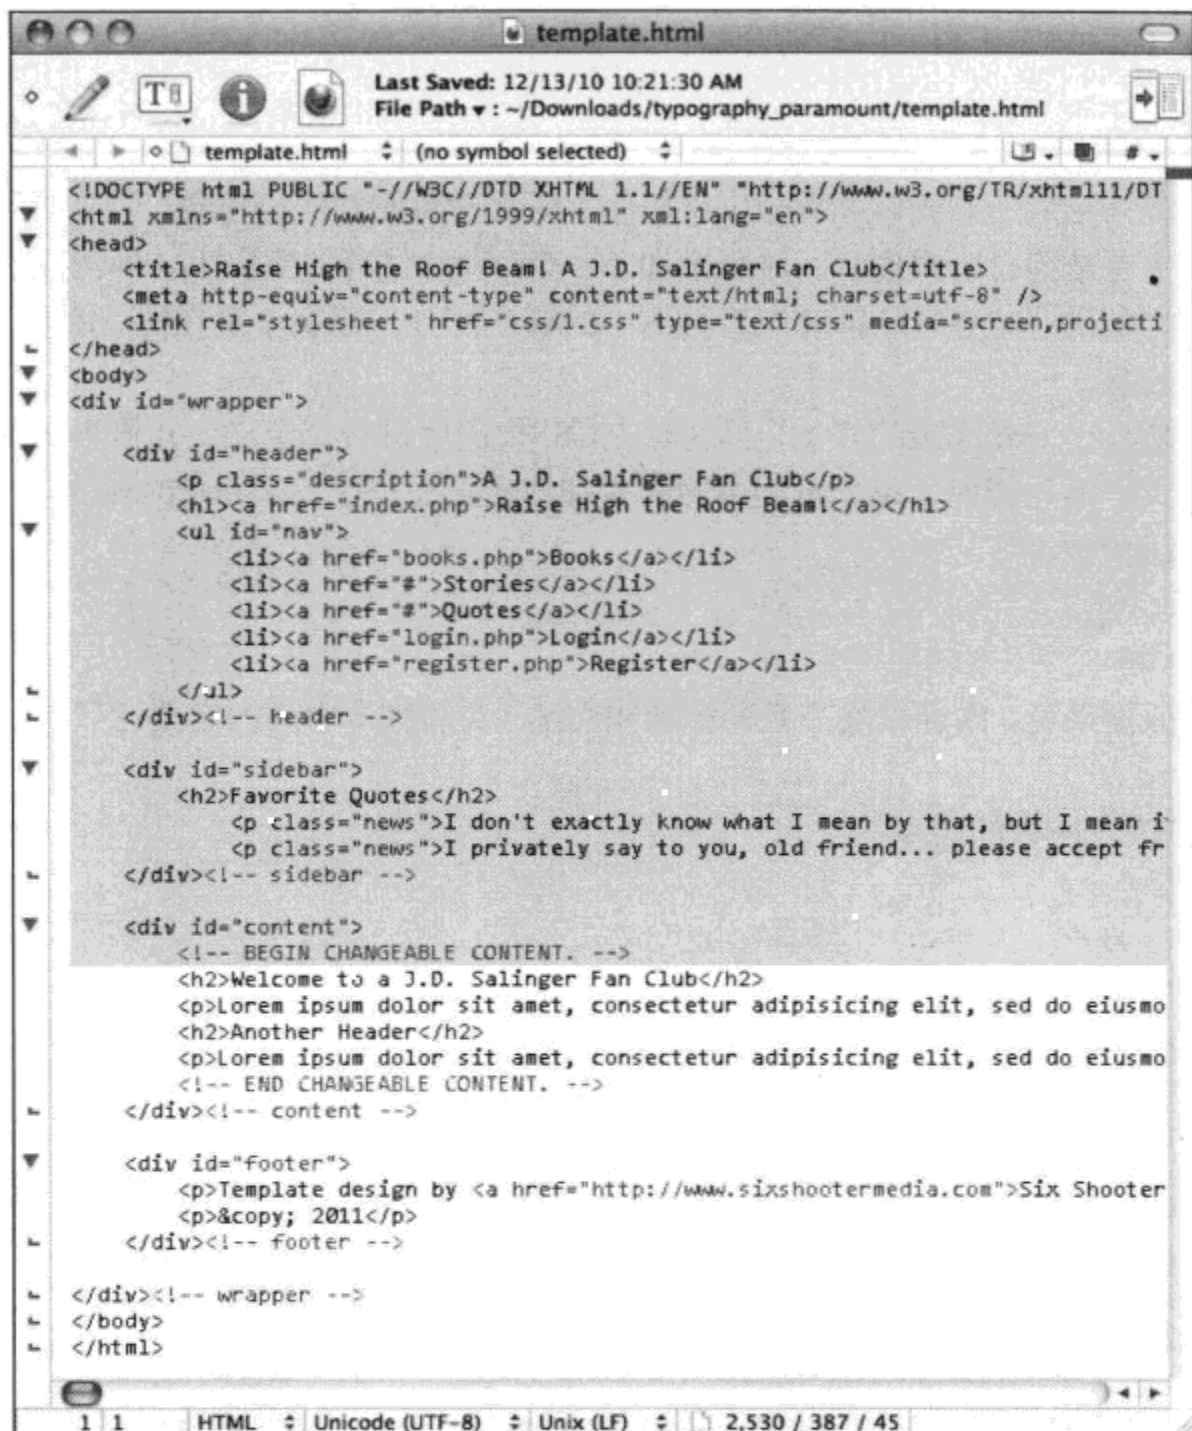 template.html
Last Saved: 12/13/10 10:21:30 AM
File Path ▾ : ~/Downloads/typography_paramount/template.html
template.html (no symbol selected) # 
<!DOCTYPE html PUBLIC "-//W3C//DTD XHTML 1.1//EN" "http://www.w3.org/TR/xhtml11/DT
<html xmlns="http://www.w3.org/1999/xhtml" xml:lang="en">
<head>
    <title>Raise High the Roof Beam! A J.D. Salinger Fan Club</title>
    <meta http-equiv="content-type" content="text/html; charset=utf-8" />
    <link rel="stylesheet" href="css/1.css" type="text/css" media="screen,projecti
</head>
<body>
<div id="wrapper">
    <div id="header">
        <p class="description">A J.D. Salinger Fan Club</p>
        <h1><a href="index.php">Raise High the Roof Beam!</a></h1>
        <ul id="nav">
            <li><a href="books.php">Books</a></li>
            <li><a href="#">Stories</a></li>
            <li><a href="#">Quotes</a></li>
            <li><a href="login.php">Login</a></li>
            <li><a href="register.php">Register</a></li>
        </ul>
    </div><!-- header -->
    <div id="sidebar">
        <h2>Favorite Quotes</h2>
            <p class="news">I don't exactly know what I mean by that, but I mean i
            <p class="news">I privately say to you, old friend... please accept fr
    </div><!-- sidebar -->
    <div id="content">
        <!-- BEGIN CHANGEABLE CONTENT. -->
        <h2>Welcome to a J.D. Salinger Fan Club</h2>
        <p>Lorem ipsum dolor sit amet, consectetur adipisicing elit, sed do eiusmo
        <h2>Another Header</h2>
        <p>Lorem ipsum dolor sit amet, consectetur adipisicing elit, sed do eiusmo
        <!-- END CHANGEABLE CONTENT. -->
    </div><!-- content -->
    <div id="footer">
        <p>Template design by <a href="http://www.sixshootermedia.com">Six Shooter
        <p>&copy; 2011</p>
    </div><!-- footer -->
</div><!-- wrapper -->
</body>
</html>
1 1 HTML Unicode (UTF-8) Unix (LF) 2,530 / 387 / 45